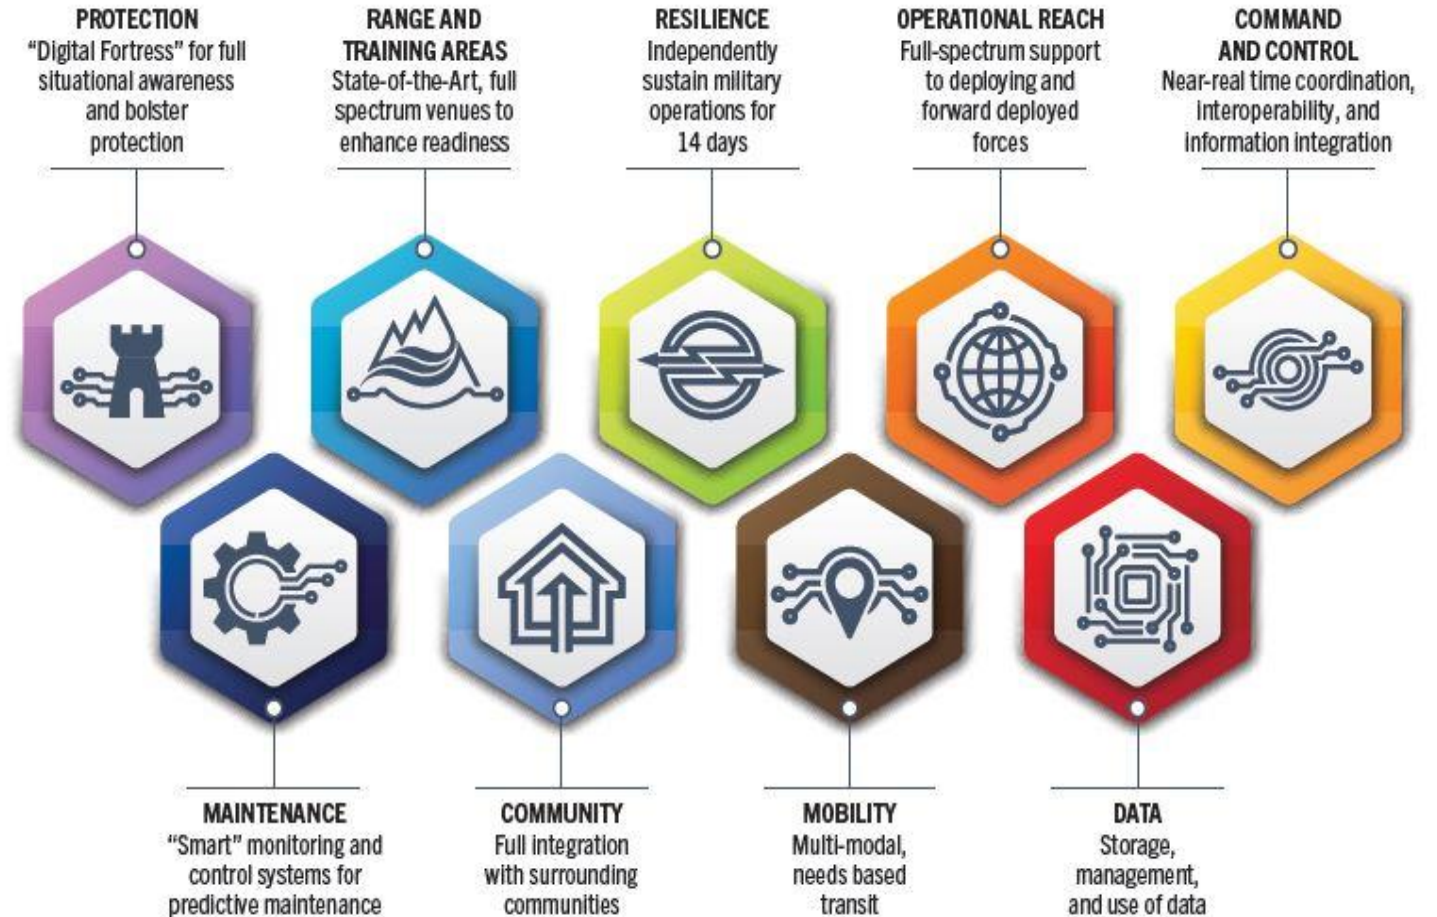 PROTECTION
“Digital Fortress” for full
situational awareness
and bolster
protection
RANGE AND
TRAINING AREAS
State-of-the-Art, full
spectrum venues to
enhance readiness
RESILIENCE
Independently
sustain military
operations for
14 days
OPERATIONAL REACH
Full-spectrum support
to deploying and
forward deployed
forces
COMMAND
AND CONTROL
Near-real time coordination,
interoperability, and
information integration
MAINTENANCE
“Smart” monitoring and
control systems for
predictive maintenance
COMMUNITY
Full integration
with surrounding
communities
MOBILITY
Multi-modal,
needs based
transit
DATA
Storage,
management,
and use of data